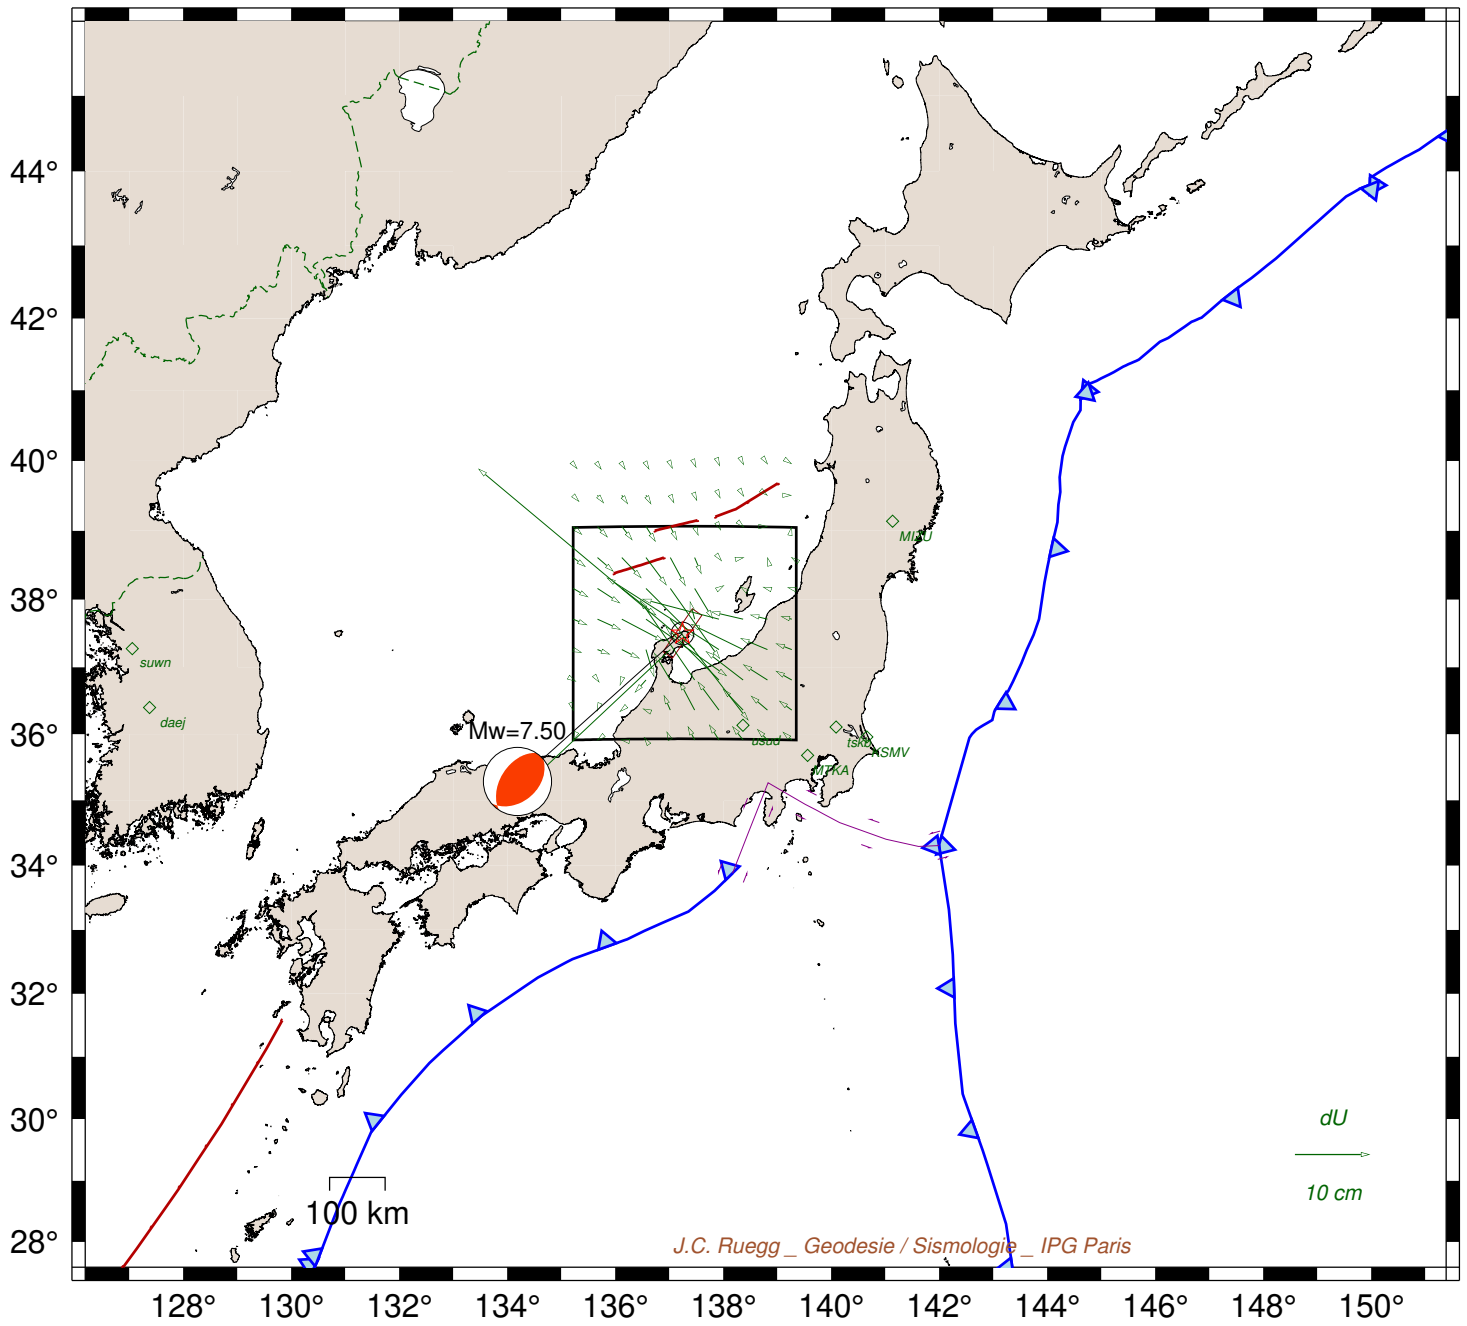 44°
42°
40°
38°
36°
34°
32°
30°
28°
MIZU
suwn
daej
Mw=7.50
usud
tskb
KSMV
MTKA
dU
10 cm
100 km
J.C. Ruegg _ Geodesie / Sismologie _ IPG Paris
128° 130° 132° 134° 136° 138° 140° 142° 144° 146° 148° 150°